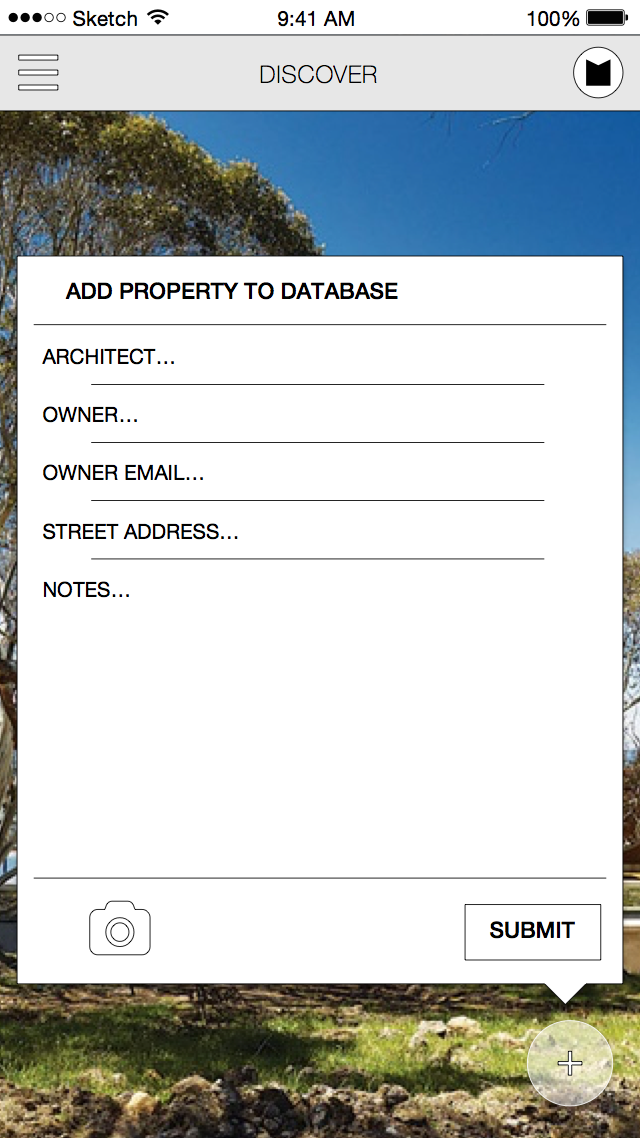 Sketch 9:41 AM 100%
DISCOVER
ADD PROPERTY TO DATABASE
ARCHITECT...
OWNER...
OWNER EMAIL...
STREET ADDRESS...
NOTES...
SUBMIT